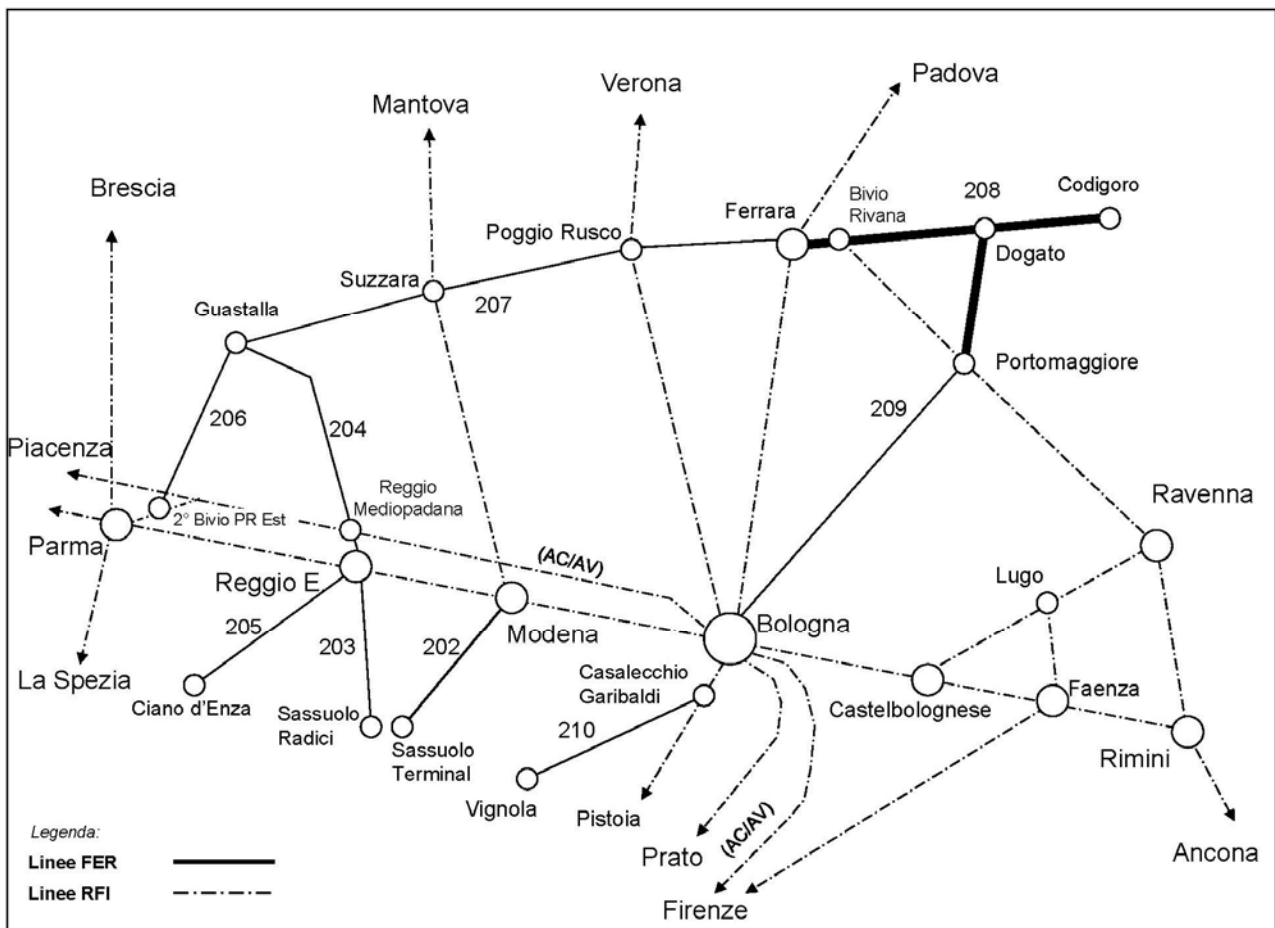 Padova
Verona
Mantova
Brescia
208
Codigoro
Bivio
Rivana
Ferrara
Poggio Rusco
Dogato
Suzzara
207
Guastalla
Portomaggiore
209
206
204
Piacenza
Reggio
Mediopadana
Ravenna
2° Bivio PR Est
Parma
(AC/AV)
Reggio E
Lugo
Modena
Bologna
205
203
202
Casalecchio
Garibaldi
La Spezia
Ciano d'Enza
Castelbolognese
Faenza
Sassuolo
Radici
Sassuolo
Terminal
210
Rimini
Vignola
Pistoia
(AC/AV)
Prato
Ancona
Firenze
Legenda:
Linee FER
Linee RFI